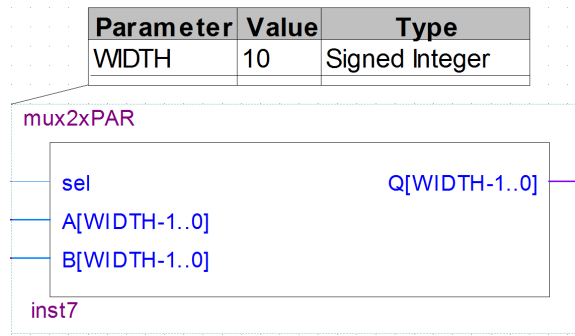 Parameter Value Type
WIDTH 10 Signed Integer
mux2xPAR
sel Q[WIDTH-1..0]
A[WIDTH-1..0]
B[WIDTH-1..0]
inst7